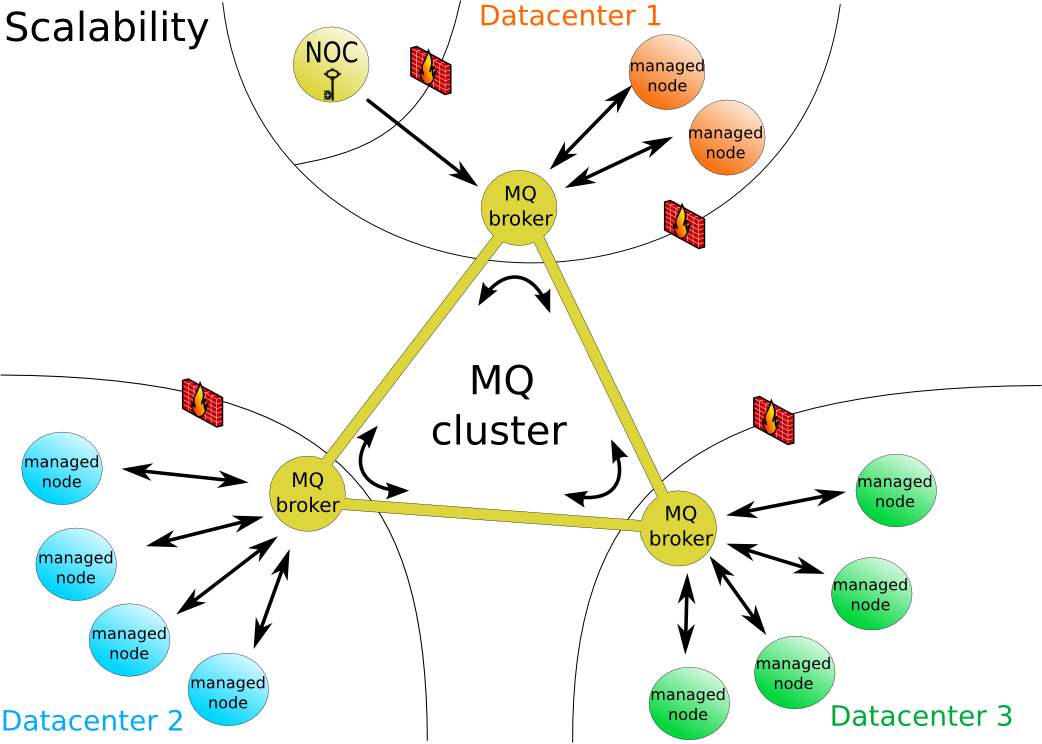 Scalability
Datacenter 1
NOC
managed
node
managed
node
MQ
broker
MQ
cluster
managed
node
MQ
broker
managed
node
MQ
broker
managed
node
managed
node
managed
node
managed
node
managed
node
managed
node
Datacenter 2
Datacenter 3